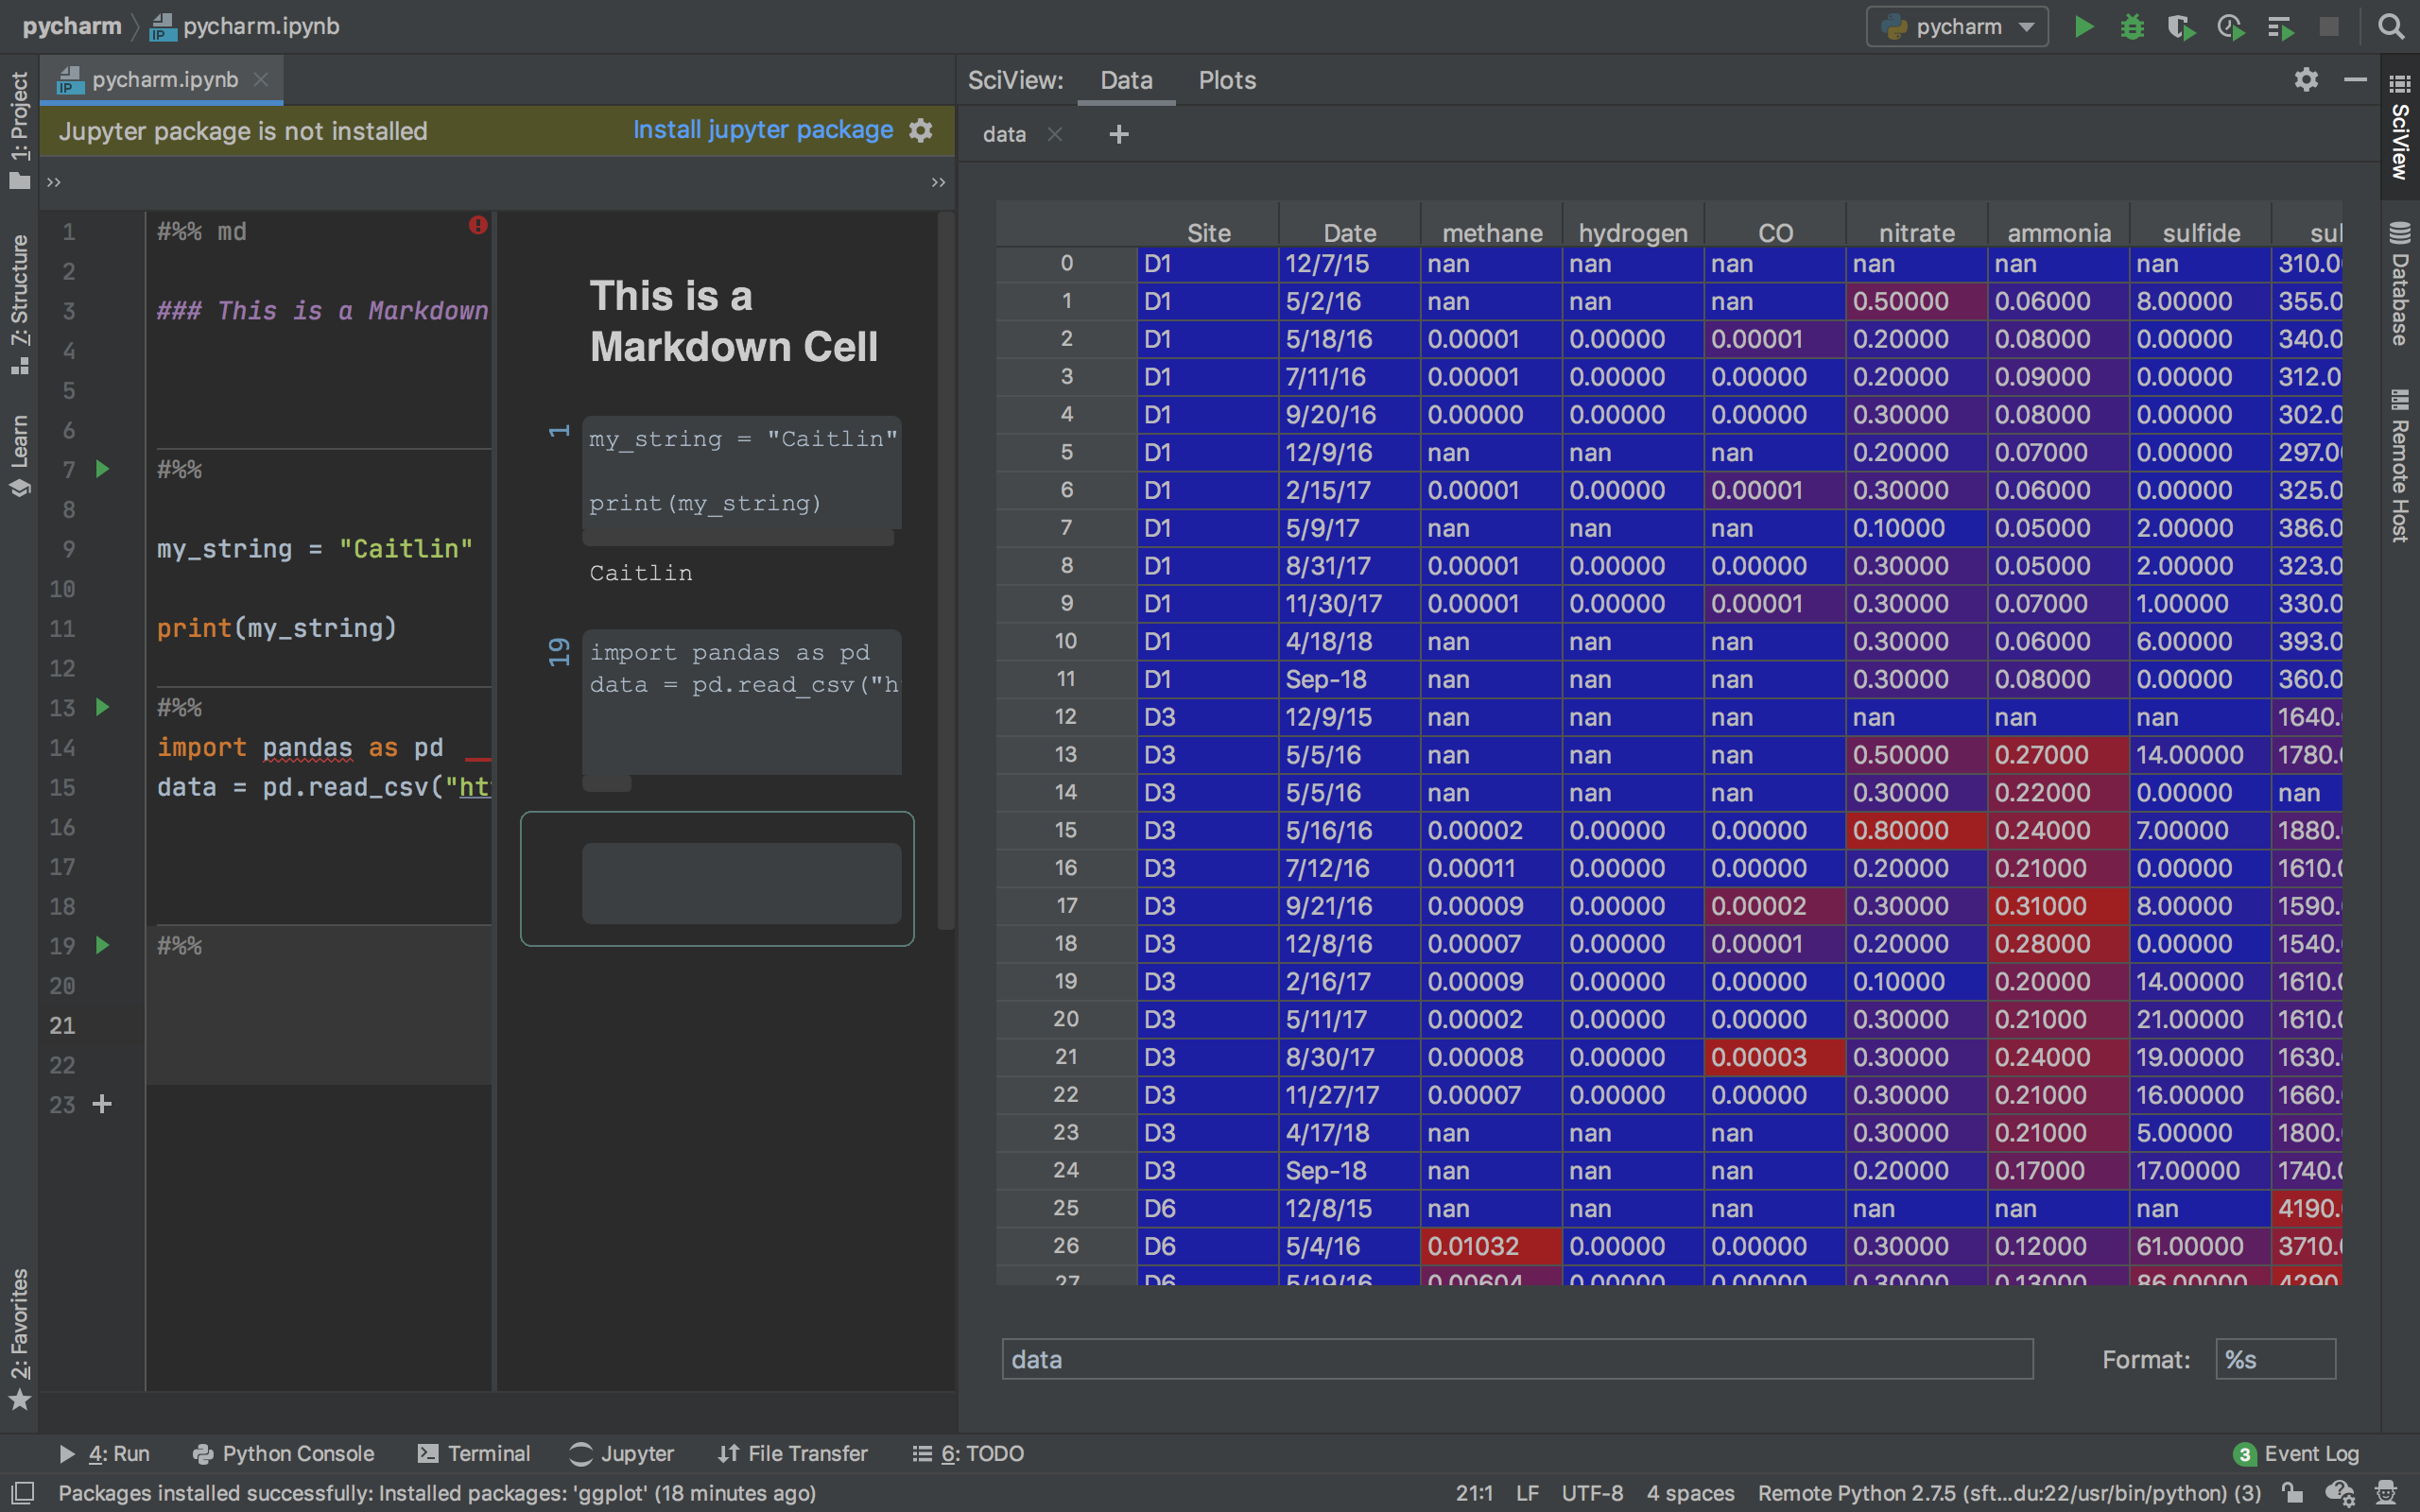 pycharm pycharm.ipynb pycharm
pycharm.ipynb
SciView: Data Plots
Jupyter package is not installed Install jupyter package
data
1: Project
7: Structure
Learn
2: Favorites
SciView
Database
Remote Host
1 #%% md
2
3 ### This is a Markdown
4
5
6
7 #%%
8
9 my_string = "Caitlin"
10
11 print(my_string)
12
13 #%%
14 import pandas as pd
15 data = pd.read_csv("ht
16
17
18
19 #%%
20
21
22
23
This is a
Markdown Cell
1 my_string = "Caitlin"
print(my_string)
Caitlin
19 import pandas as pd
data = pd.read_csv("h
Site Date methane hydrogen CO nitrate ammonia sulfide sul
0 D1 12/7/15 nan nan nan nan nan nan 310.0
1 D1 5/2/16 nan nan nan 0.50000 0.06000 8.00000 355.0
2 D1 5/18/16 0.00001 0.00000 0.00001 0.20000 0.08000 0.00000 340.0
3 D1 7/11/16 0.00001 0.00000 0.00000 0.20000 0.09000 0.00000 312.0
4 D1 9/20/16 0.00000 0.00000 0.00000 0.30000 0.08000 0.00000 302.0
5 D1 12/9/16 nan nan nan 0.20000 0.07000 0.00000 297.0
6 D1 2/15/17 0.00001 0.00000 0.00001 0.30000 0.06000 0.00000 325.0
7 D1 5/9/17 nan nan nan 0.10000 0.05000 2.00000 386.0
8 D1 8/31/17 0.00001 0.00000 0.00000 0.30000 0.05000 2.00000 323.0
9 D1 11/30/17 0.00001 0.00000 0.00001 0.30000 0.07000 1.00000 330.0
10 D1 4/18/18 nan nan nan 0.30000 0.06000 6.00000 393.0
11 D1 Sep-18 nan nan nan 0.30000 0.08000 0.00000 360.0
12 D3 12/9/15 nan nan nan nan nan nan 1640.
13 D3 5/5/16 nan nan nan 0.50000 0.27000 14.00000 1780.
14 D3 5/5/16 nan nan nan 0.30000 0.22000 0.00000 nan
15 D3 5/16/16 0.00002 0.00000 0.00000 0.80000 0.24000 7.00000 1880.
16 D3 7/12/16 0.00011 0.00000 0.00000 0.20000 0.21000 0.00000 1610.
17 D3 9/21/16 0.00009 0.00000 0.00002 0.30000 0.31000 8.00000 1590.
18 D3 12/8/16 0.00007 0.00000 0.00001 0.20000 0.28000 0.00000 1540.
19 D3 2/16/17 0.00009 0.00000 0.00000 0.10000 0.20000 14.00000 1610.
20 D3 5/11/17 0.00002 0.00000 0.00000 0.30000 0.21000 21.00000 1610.
21 D3 8/30/17 0.00008 0.00000 0.00003 0.30000 0.24000 19.00000 1630.
22 D3 11/27/17 0.00007 0.00000 0.00000 0.30000 0.21000 16.00000 1660.
23 D3 4/17/18 nan nan nan 0.30000 0.21000 5.00000 1800.
24 D3 Sep-18 nan nan nan 0.20000 0.17000 17.00000 1740.
25 D6 12/8/15 nan nan nan nan nan nan 4190.
26 D6 5/4/16 0.01032 0.00000 0.00000 0.30000 0.12000 61.00000 3710.
27 D6 5/19/16 0.00604 0.00000 0.00000 0.30000 0.13000 86.00000 4290.
data Format: %s
4: Run Python Console Terminal Jupyter File Transfer 6: TODO 3 Event Log
Packages installed successfully: Installed packages: 'ggplot' (18 minutes ago) 21:1 LF UTF-8 4 spaces Remote Python 2.7.5 (sft...du:22/usr/bin/python) (3)